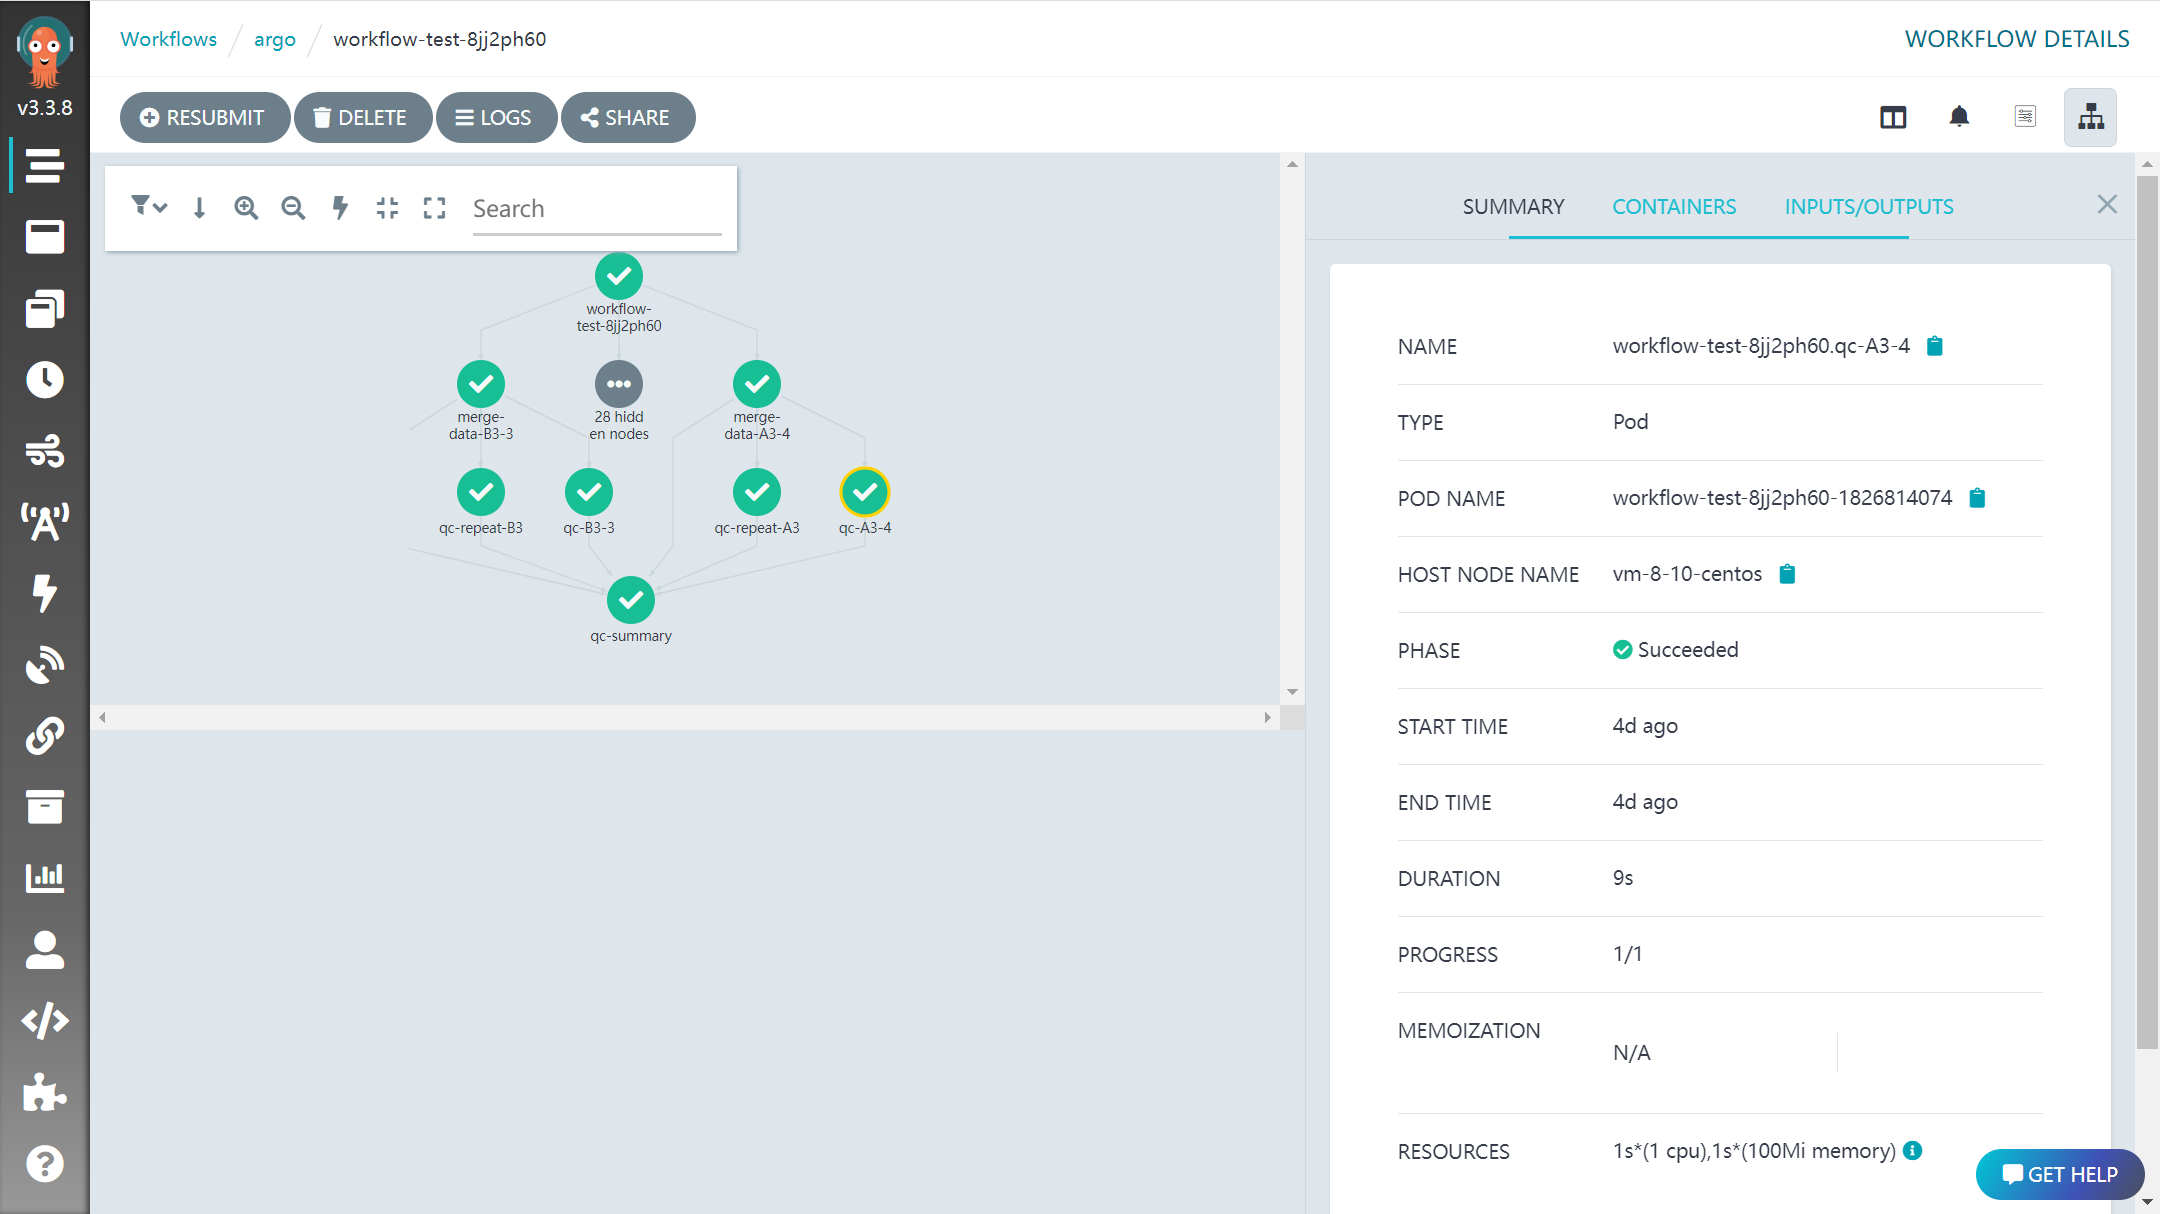 v3.3.8
Workflows / argo / workflow-test-8jj2ph60
WORKFLOW DETAILS
RESUBMIT
DELETE
LOGS
SHARE
Search
workflow-
test-8jj2ph60
merge-
data-B3-3
28 hidd
en nodes
merge-
data-A3-4
qc-repeat-B3
qc-B3-3
qc-repeat-A3
qc-A3-4
qc-summary
SUMMARY
CONTAINERS
INPUTS/OUTPUTS
NAME workflow-test-8jj2ph60.qc-A3-4
TYPE Pod
POD NAME workflow-test-8jj2ph60-1826814074
HOST NODE NAME vm-8-10-centos
PHASE Succeeded
START TIME 4d ago
END TIME 4d ago
DURATION 9s
PROGRESS 1/1
MEMOIZATION
N/A
RESOURCES 1s*(1 cpu),1s*(100Mi memory)
GET HELP